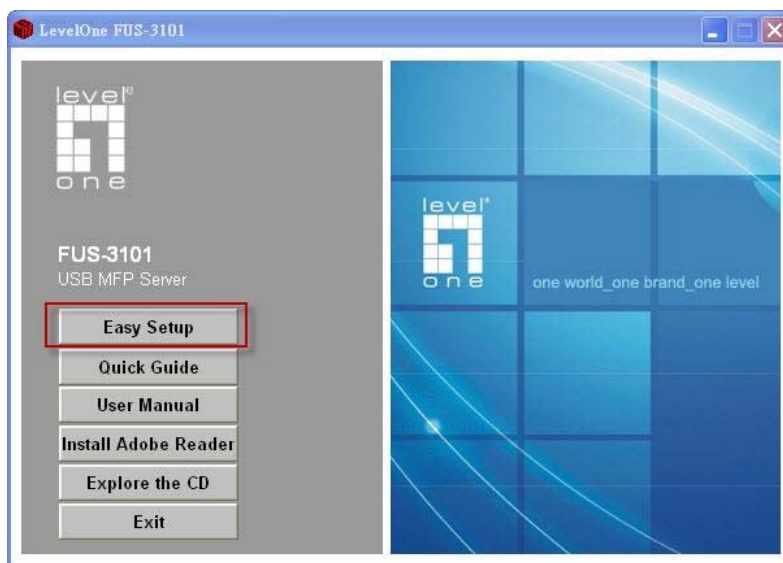 LevelOne FUS-3101
level®
one
FUS-3101
USB MFP Server
Easy Setup
Quick Guide
User Manual
Install Adobe Reader
Explore the CD
Exit
level®
one
one world_one brand_one level